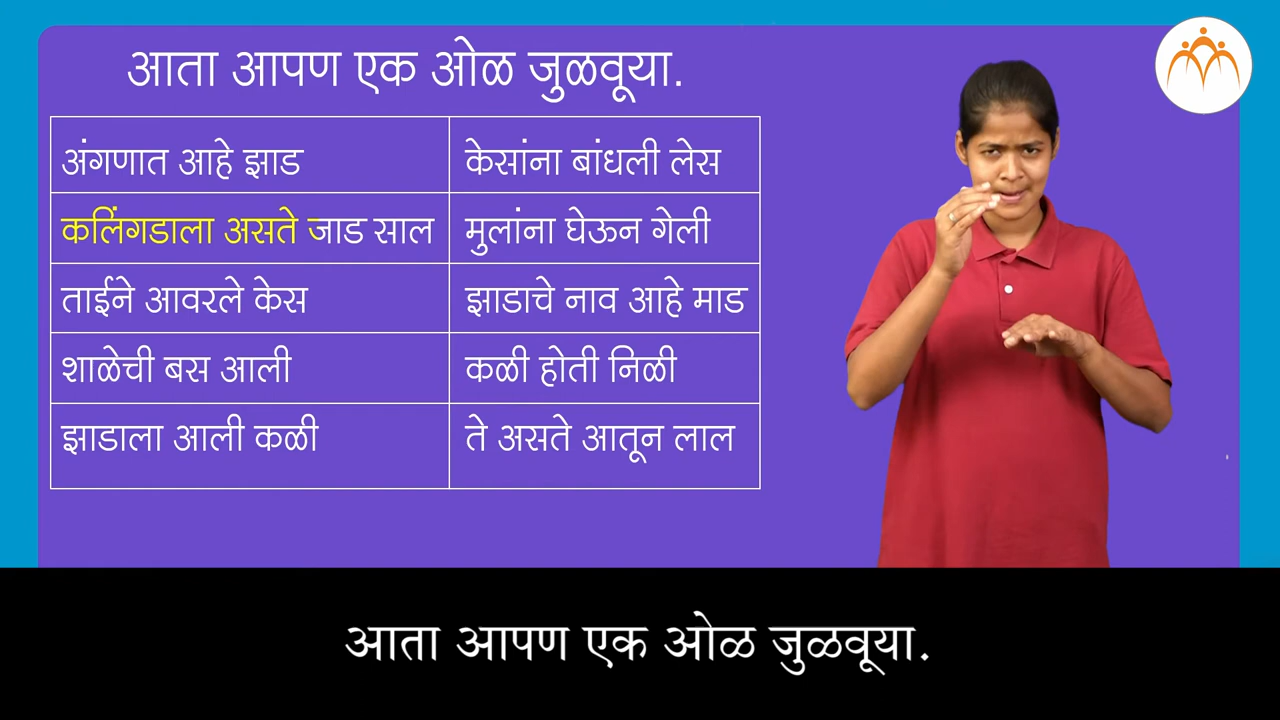 आता आपण एक ओळ जुळवूया.
अंगणात आहे झाड केसांना बांधली लेस
कलिंगडाला असते जाड साल मुलांना घेऊन गेली
ताईने आवरले केस झाडाचे नाव आहे माड
शाळेची बस आली कळी होती निळी
झाडाला आली कळी ते असते आतून लाल
आता आपण एक ओळ जुळवूया.